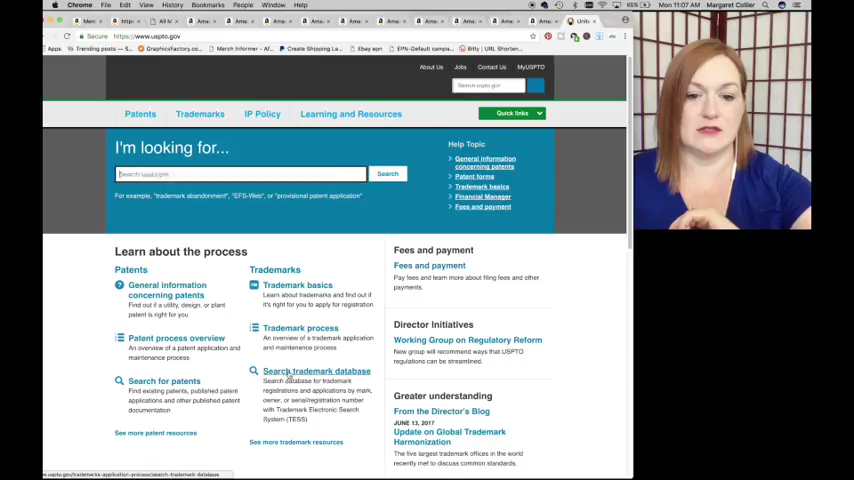 Chrome File Edit View History Bookmarks People Window Help
65% Mon 11:07 AM Margaret Collier
Secure https://www.uspto.gov
Apps Trending posts – S...
GraphicsFactory.co...
March Informer - Af...
Create Shipping La...
Ebay epn
EPN-Default campa...
Bitly | URL Shorten...
About Us Jobs Contact Us MyUSPTO
Search uspto.gov
Patents Trademarks IP Policy Learning and Resources Quick links
I'm looking for...
Search
For example, "trademark abandonment", "EFS-Web", or "provisional patent application"
Help Topic
General information
concerning patents
Patent forms
Trademark basics
Financial Manager
Fees and payment
Learn about the process
Patents
General information
concerning patents
Find out if a utility, design, or plant
patent is right for you
Patent process overview
An overview of a patent application and
maintenance process
Search for patents
Find existing patents, published patent
applications and other published patent
documentation
See more patent resources
Trademarks
Trademark basics
Learn about trademarks and find out if
it's right for you to apply for registration
Trademark process
An overview of a trademark application
and maintenance process
Search trademark database
Search database for trademark
registrations and applications by mark,
owner, or serial/registration number
with Trademark Electronic Search
System (TESS)
See more trademark resources
Fees and payment
Fees and payment
Pay fees and learn more about filing fees and other
payments.
Director Initiatives
Working Group on Regulatory Reform
New group will recommend ways that USPTO
regulations can be streamlined.
Greater understanding
From the Director's Blog
JUNE 13, 2017
Update on Global Trademark
Harmonization
The five largest trademark offices in the world
recently met to discuss common standards for